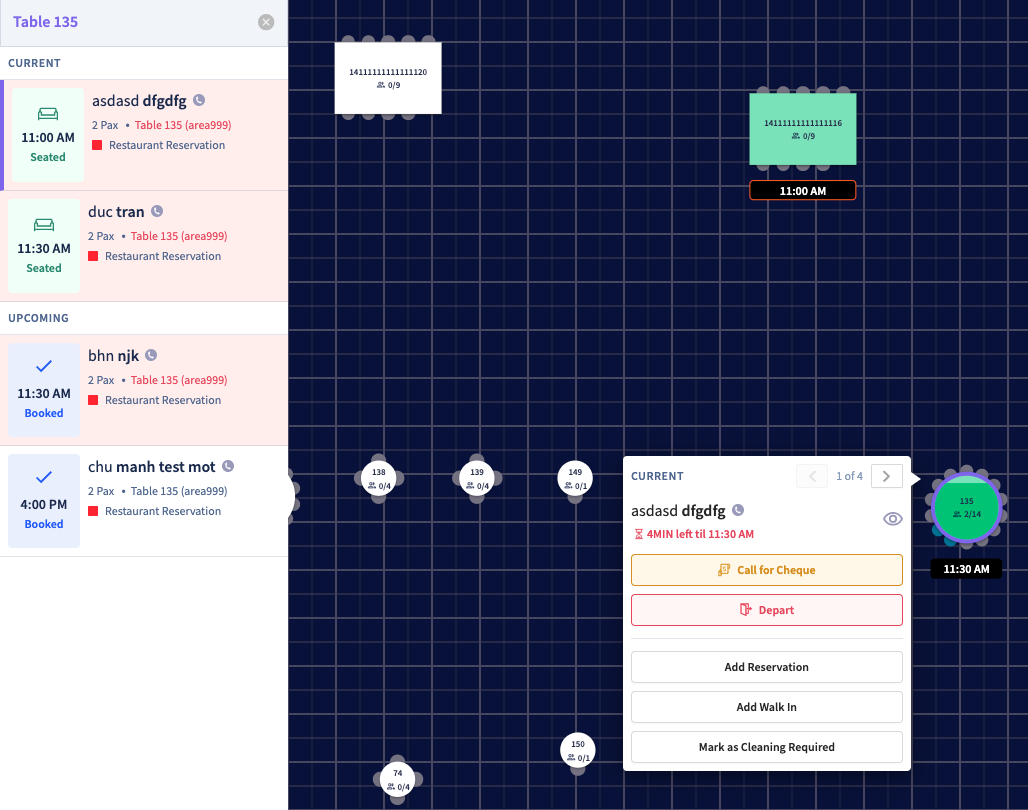 Table 135
CURRENT
asdasd dfgdfg
11:00 AM
Seated
2 Pax • Table 135 (area999)
Restaurant Reservation
duc tran
11:30 AM
Seated
2 Pax • Table 135 (area999)
Restaurant Reservation
UPCOMING
bhn njk
11:30 AM
Booked
2 Pax • Table 135 (area999)
Restaurant Reservation
chu manh test mot
4:00 PM
Booked
2 Pax • Table 135 (area999)
Restaurant Reservation
0/9
0/9
11:00 AM
138
0/4
139
0/4
149
0/1
CURRENT
1 of 4
asdasd dfgdfg
4MIN left til 11:30 AM
Call for Cheque
Depart
Add Reservation
Add Walk In
Mark as Cleaning Required
135
2/14
11:30 AM
150
0/1
74
0/4